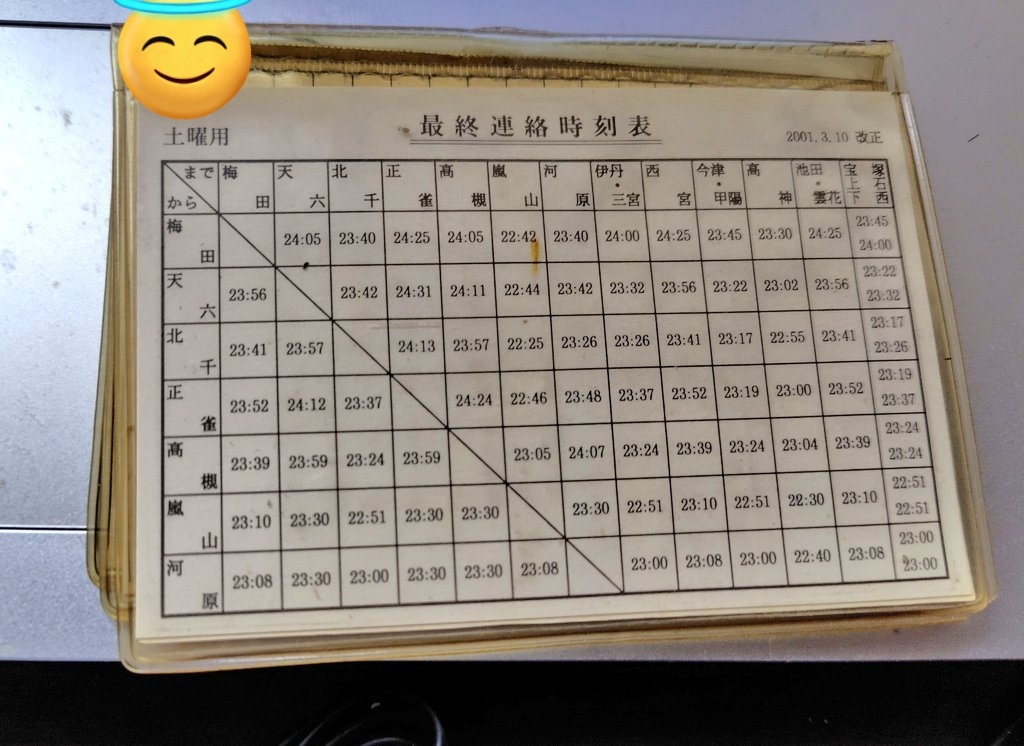 土曜用 最終連絡時刻表 2001.3.10 改正
から まで 梅田 天六 北千 正雀 高槻 嵐山 河原 伊丹・三宮 西宮 今津・甲陽 高神 池田・雲花 宝塚 上石 下西
梅田 24:05 23:40 24:25 24:05 22:42 23:40 24:00 24:25 23:45 23:30 24:25 23:45 24:00
天六 23:56 23:42 24:31 24:11 22:44 23:42 23:32 23:56 23:22 23:02 23:56 23:22 23:32
北千 23:41 23:57 24:13 23:57 22:25 23:26 23:26 23:41 23:17 22:55 23:41 23:17 23:26
正雀 23:52 24:12 23:37 24:24 22:46 23:48 23:37 23:52 23:19 23:00 23:52 23:19 23:37
高槻 23:39 23:59 23:24 23:59 23:05 24:07 23:24 23:39 23:24 23:04 23:39 23:24 23:24
嵐山 23:10 23:30 22:51 23:30 23:30 23:30 22:51 23:10 22:51 22:30 23:10 22:51 22:51
河原 23:08 23:30 23:00 23:30 23:30 23:08 23:00 23:08 23:00 22:40 23:08 23:00 23:00